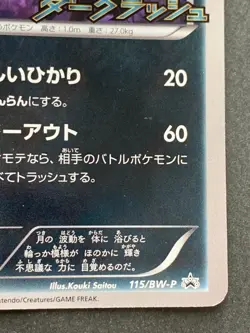 ダークラッシュ
ポケモン 高さ:1.0m 重さ:27.0kg
しいひかり 20
んらんにする。
ーアウト 60
モテなら、相手のバトルポケモンに
べてトラッシュする。
月の 波動を 体に 浴びると
輪っか模様が ほのかに 輝き
不思議な 力に 目覚めるのだ。
Illus.Kouki Saitou 115/BW-P
ntendo/Creatures/GAME FREAK.